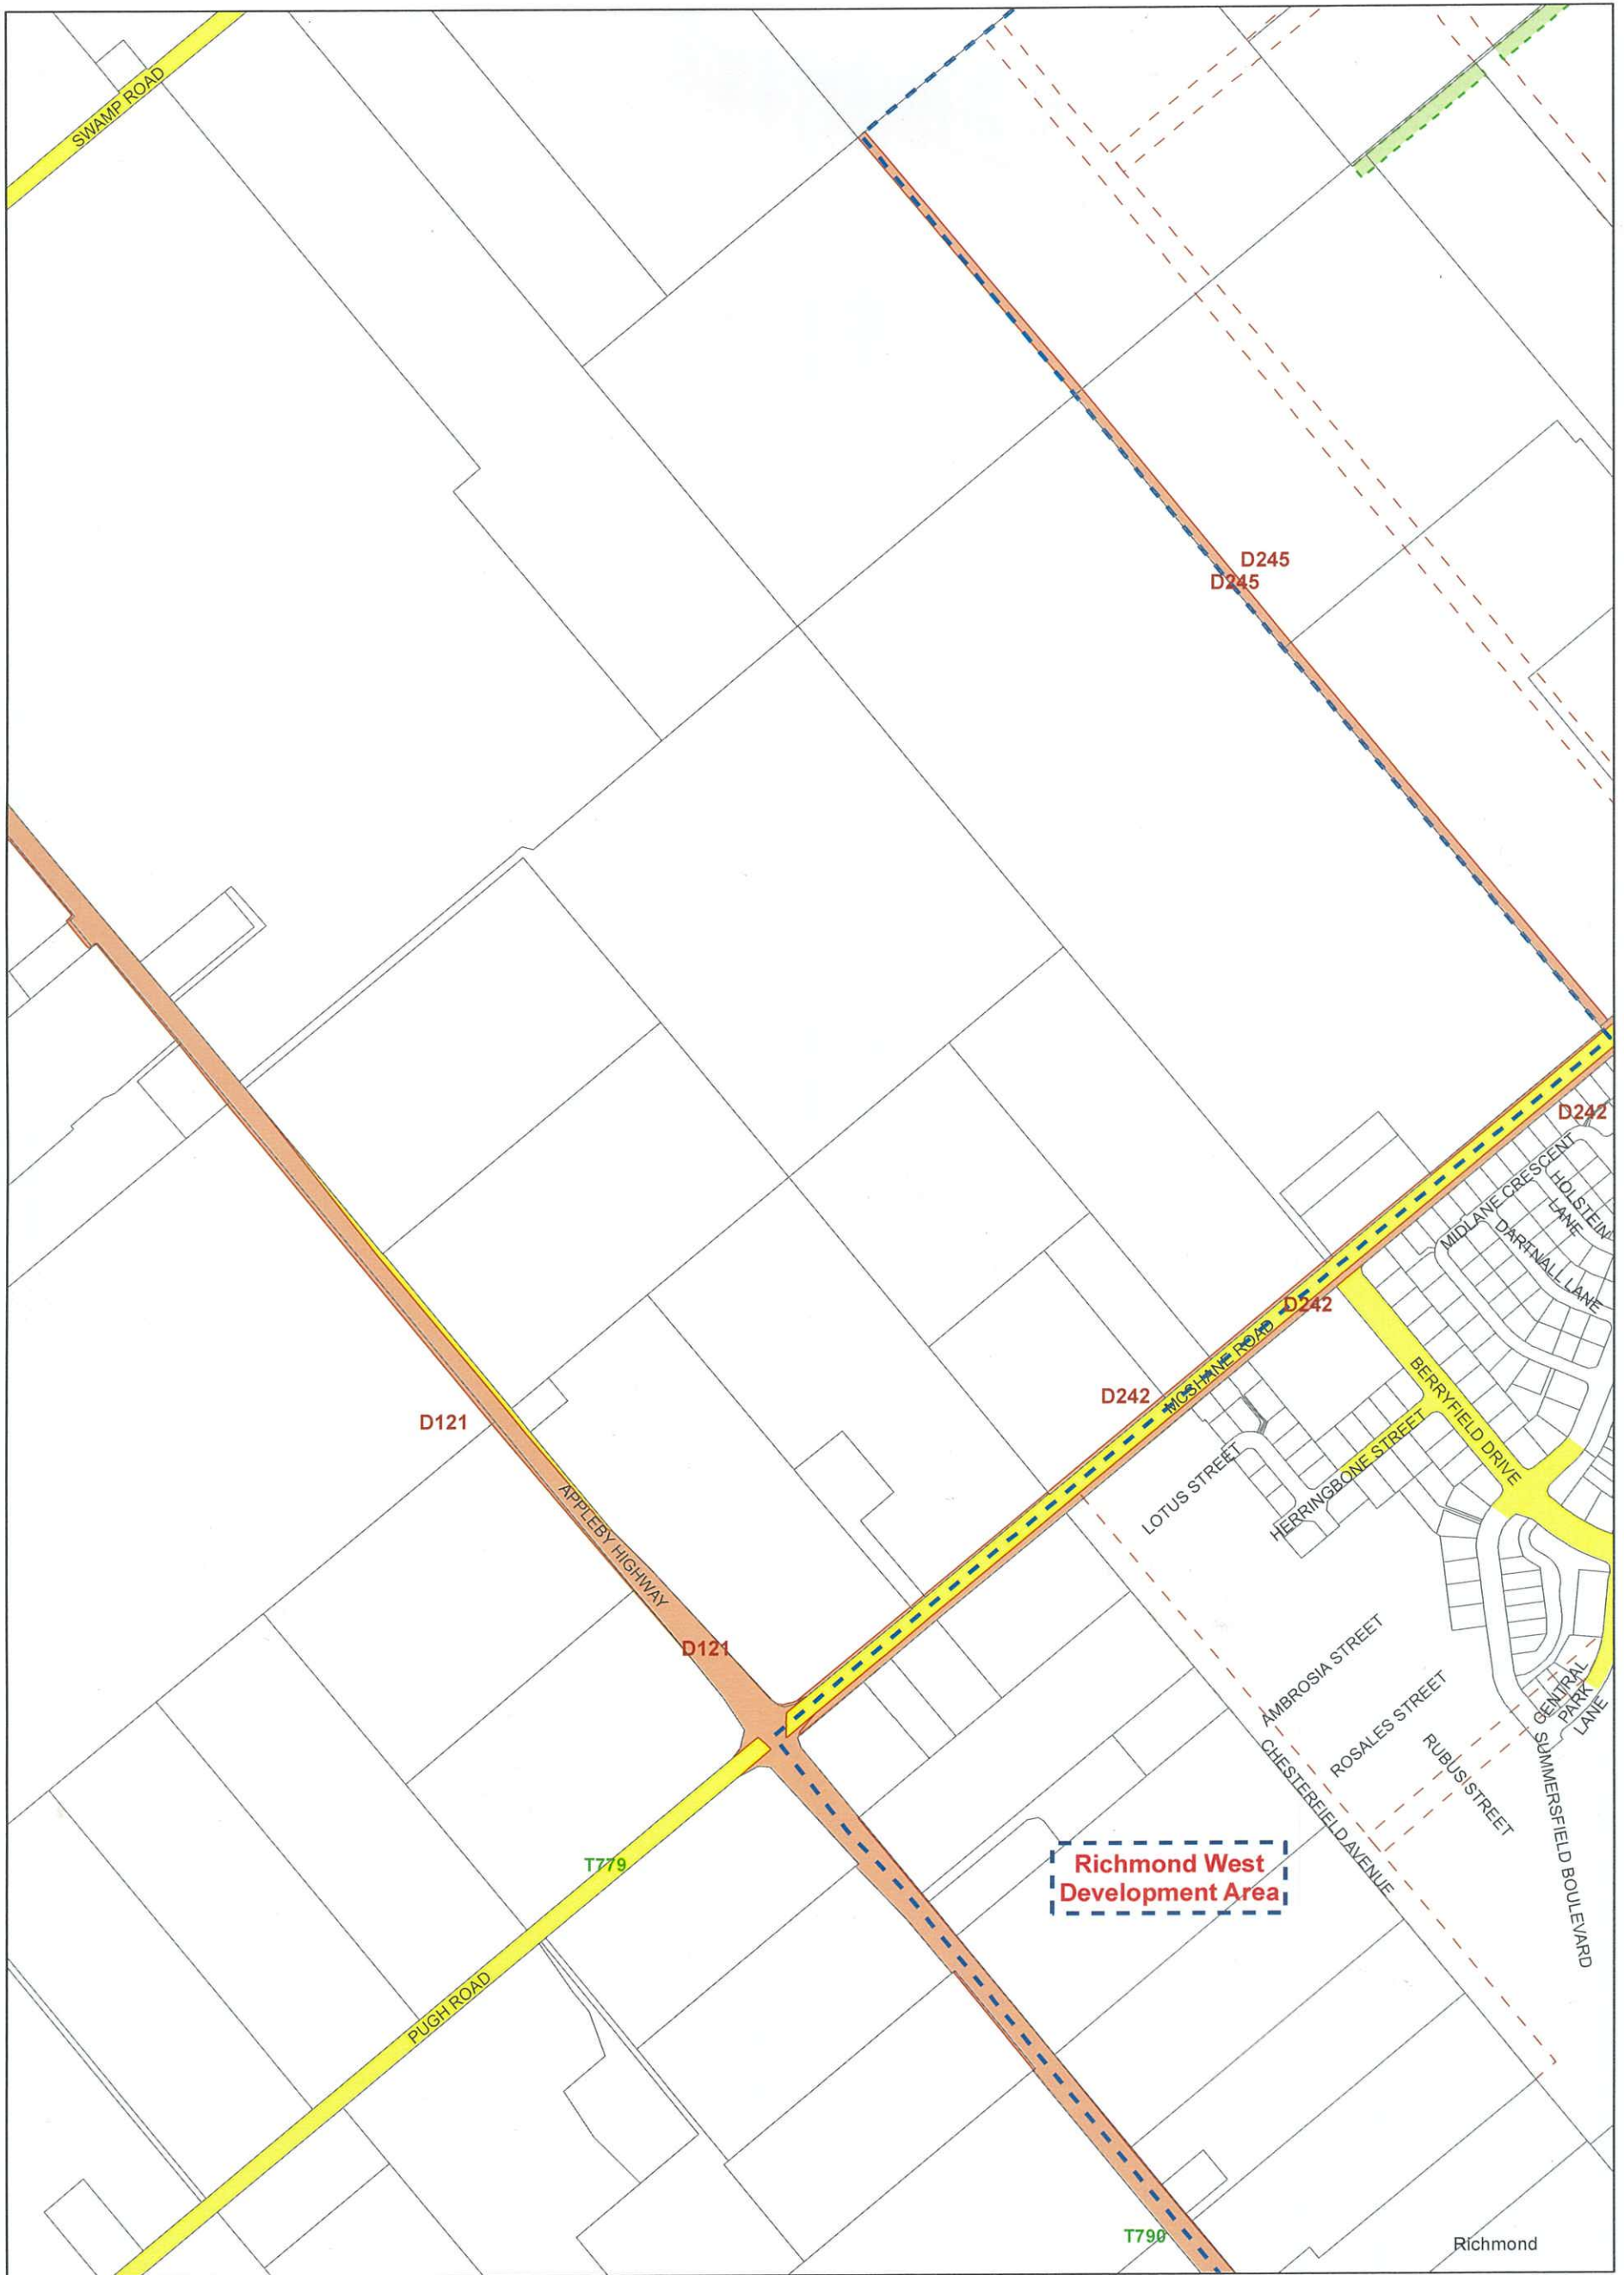 SWAMP ROAD
D245
D245
D242
MIDLANE CRESCENT
HOLSTEIN
LANE
DARTNALL LANE
D242
MCSHANE ROAD
D242
BERRYFIELD DRIVE
D121
LOTUS STREET
HERRINGBONE STREET
APPLEBY HIGHWAY
D121
AMBROSIA STREET
ROSALES STREET
CENTRAL
PARK
LANE
RUBUS STREET
CHESTERFIELD AVENUE
SUMMERSFIELD BOULEVARD
T779
Richmond West
Development Area
PUGH ROAD
T790
Richmond